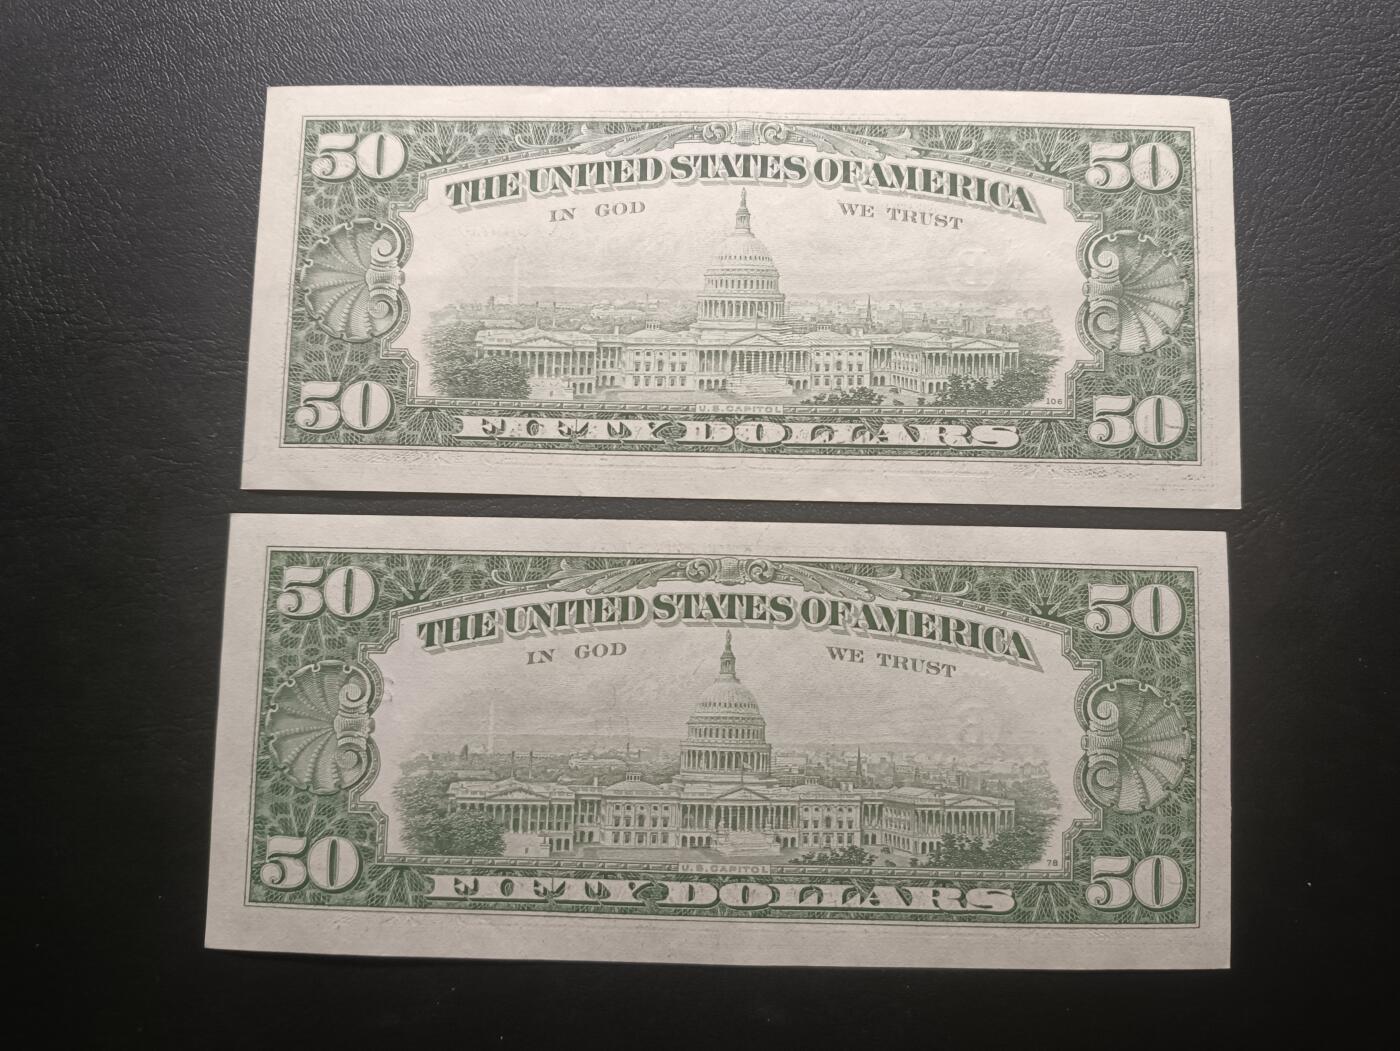 50 50
THE UNITED STATES OF AMERICA
IN GOD WE TRUST
106
U.S. CAPITOL
50 50
FIFTY DOLLARS
50 50
THE UNITED STATES OF AMERICA
IN GOD WE TRUST
78
U.S. CAPITOL
50 50
FIFTY DOLLARS